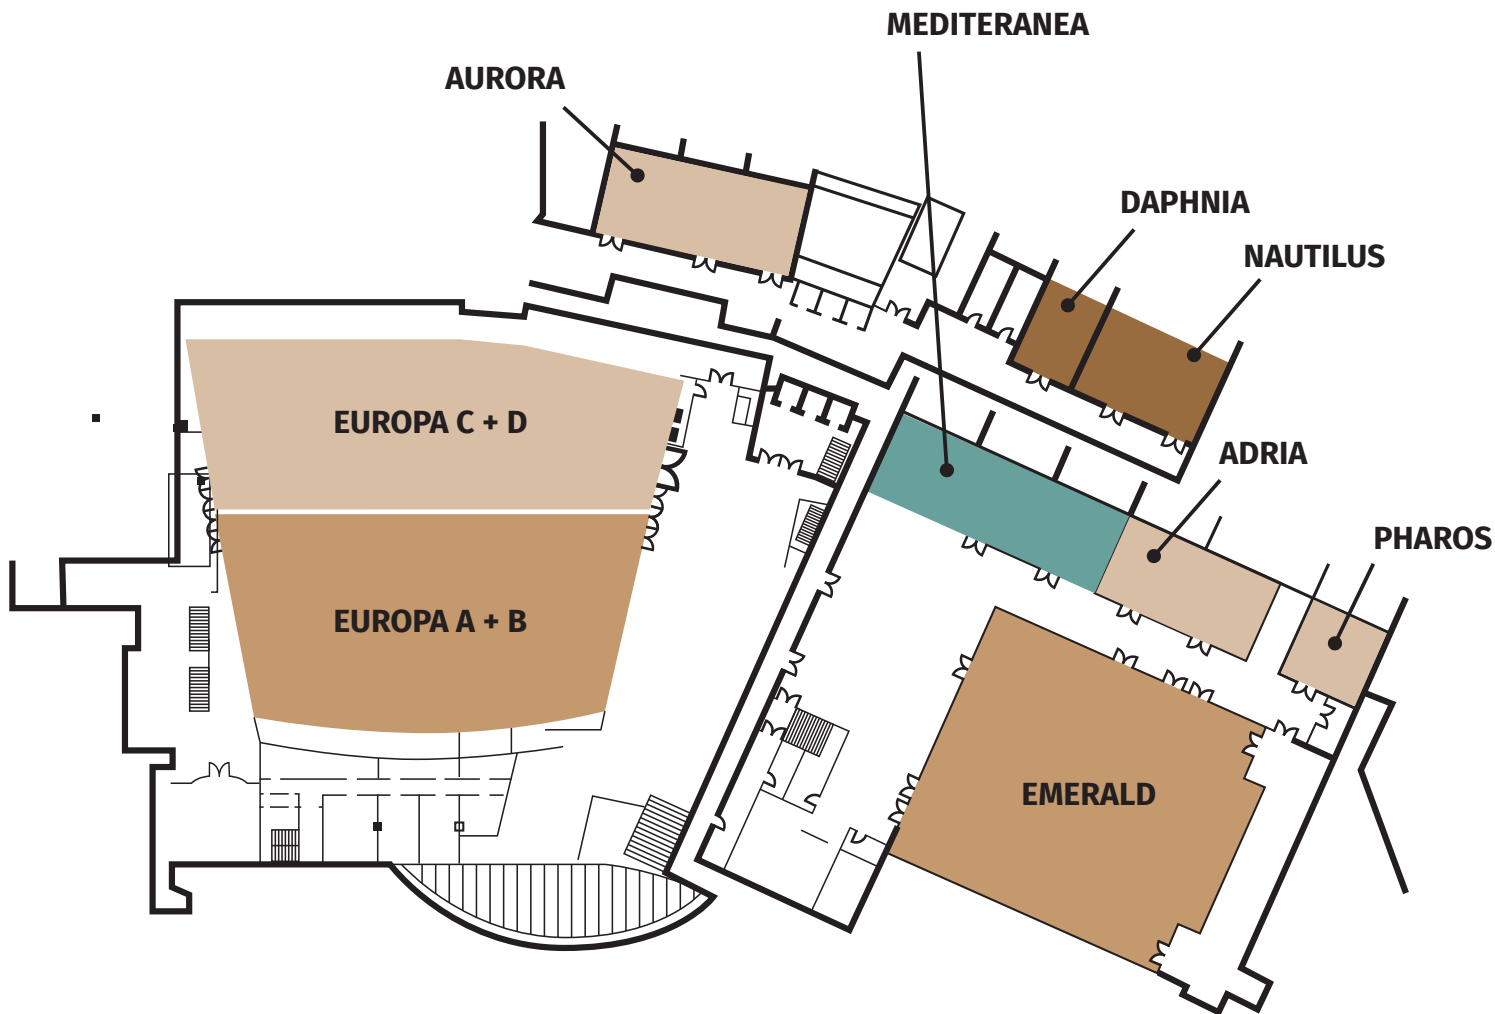 MEDITERANEA
AURORA
DAPHNIA
NAUTILUS
EUROPA C + D
ADRIA
PHAROS
EUROPA A + B
EMERALD